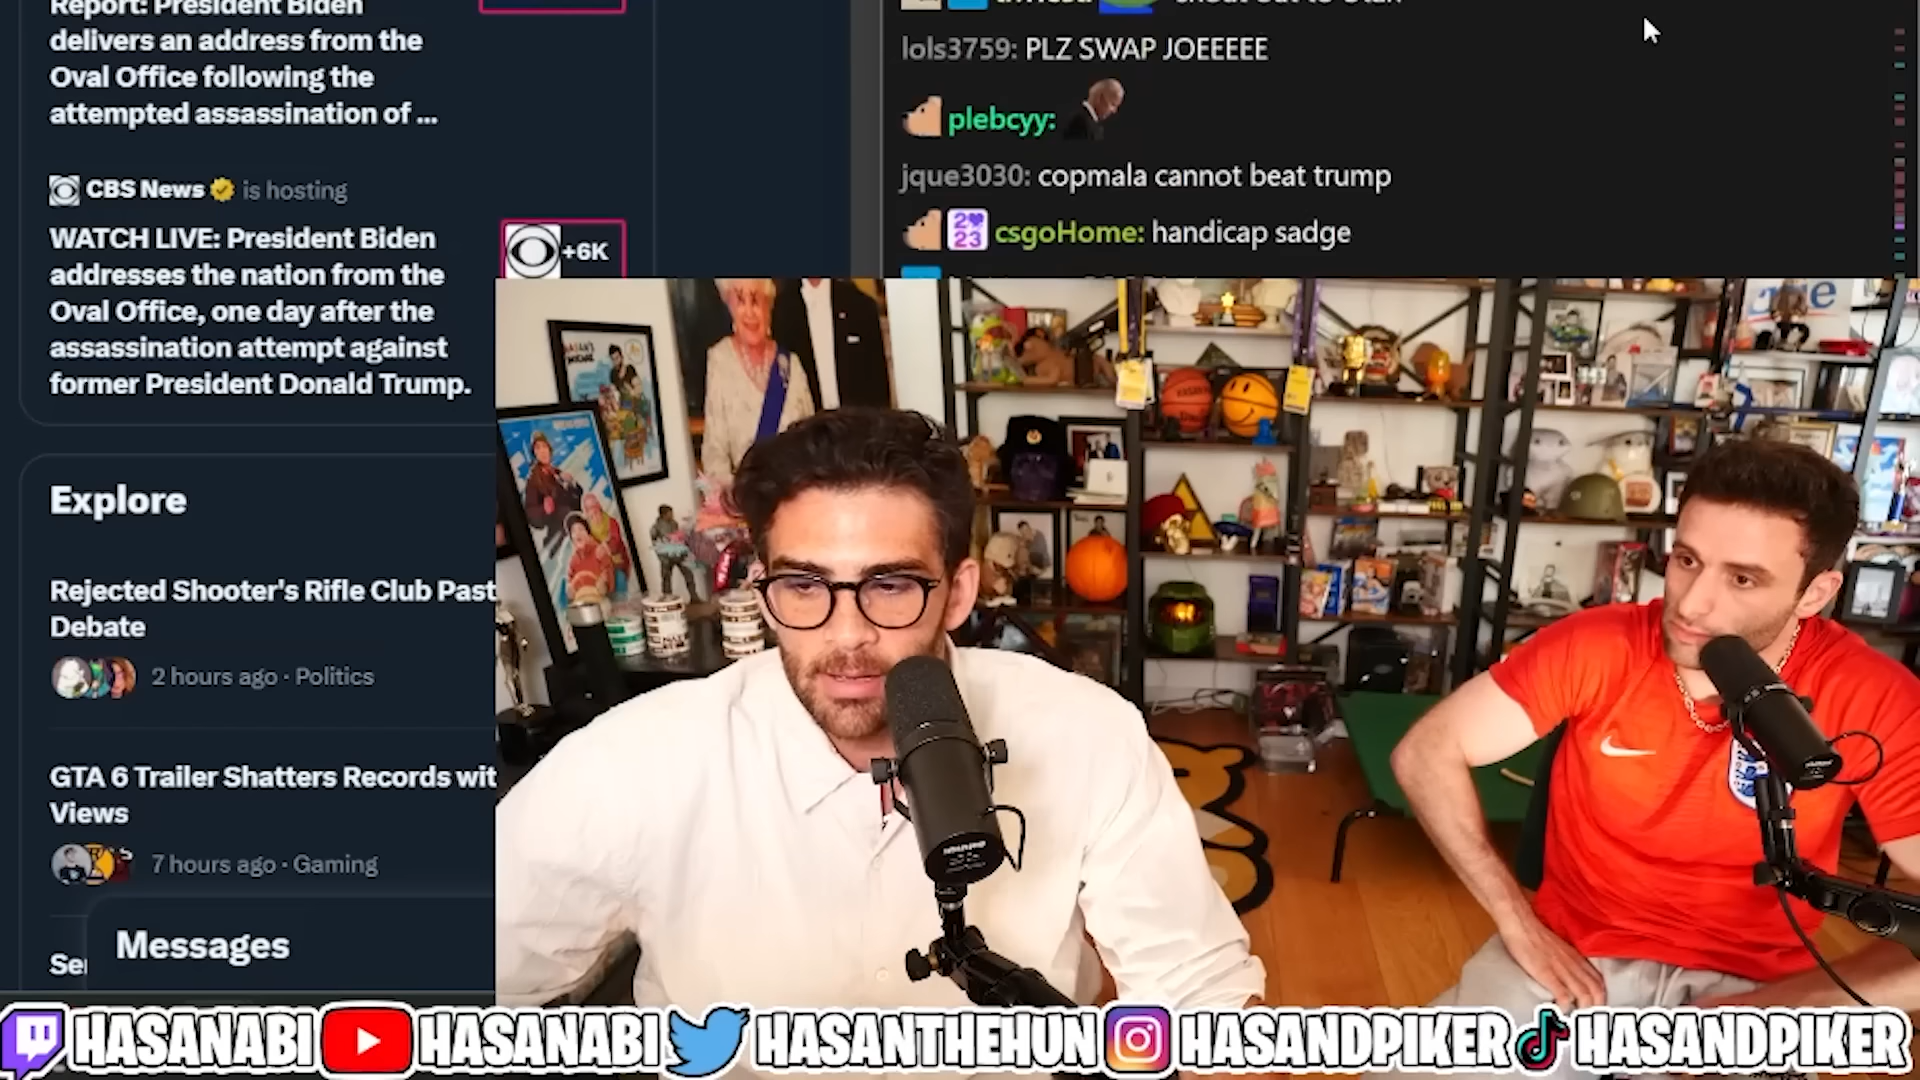 Report: President Biden
delivers an address from the
Oval Office following the
attempted assassination of ...
CBS News is hosting
WATCH LIVE: President Biden
addresses the nation from the
Oval Office, one day after the
assassination attempt against
former President Donald Trump.
+6K
Explore
Rejected Shooter's Rifle Club Past
Debate
2 hours ago · Politics
GTA 6 Trailer Shatters Records wit
Views
7 hours ago · Gaming
Messages
lols3759: PLZ SWAP JOEEEEE
plebcyy:
jque3030: copmala cannot beat trump
2023 csgoHome: handicap sadge
HASANABI HASANABI HASANTHEHUN HASANDPIKER HASANDPIKER